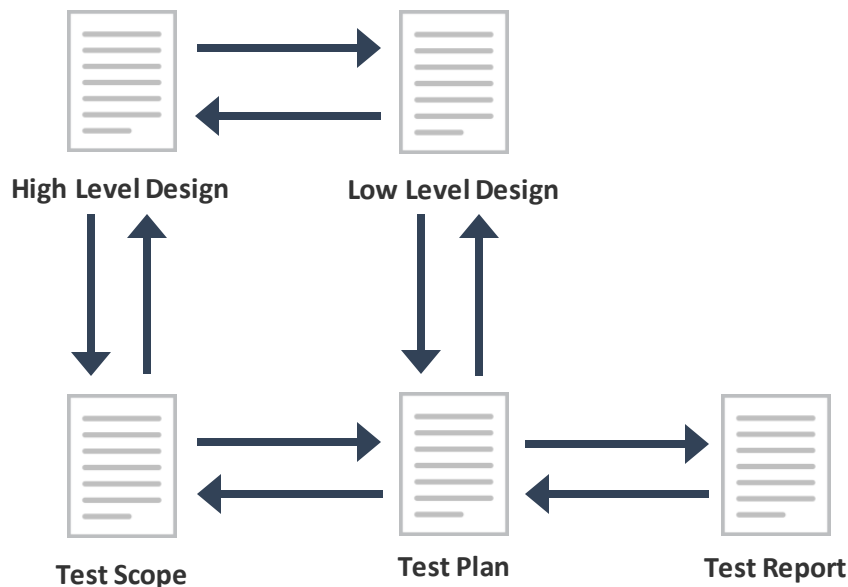 High Level Design
Low Level Design
Test Scope
Test Plan
Test Report